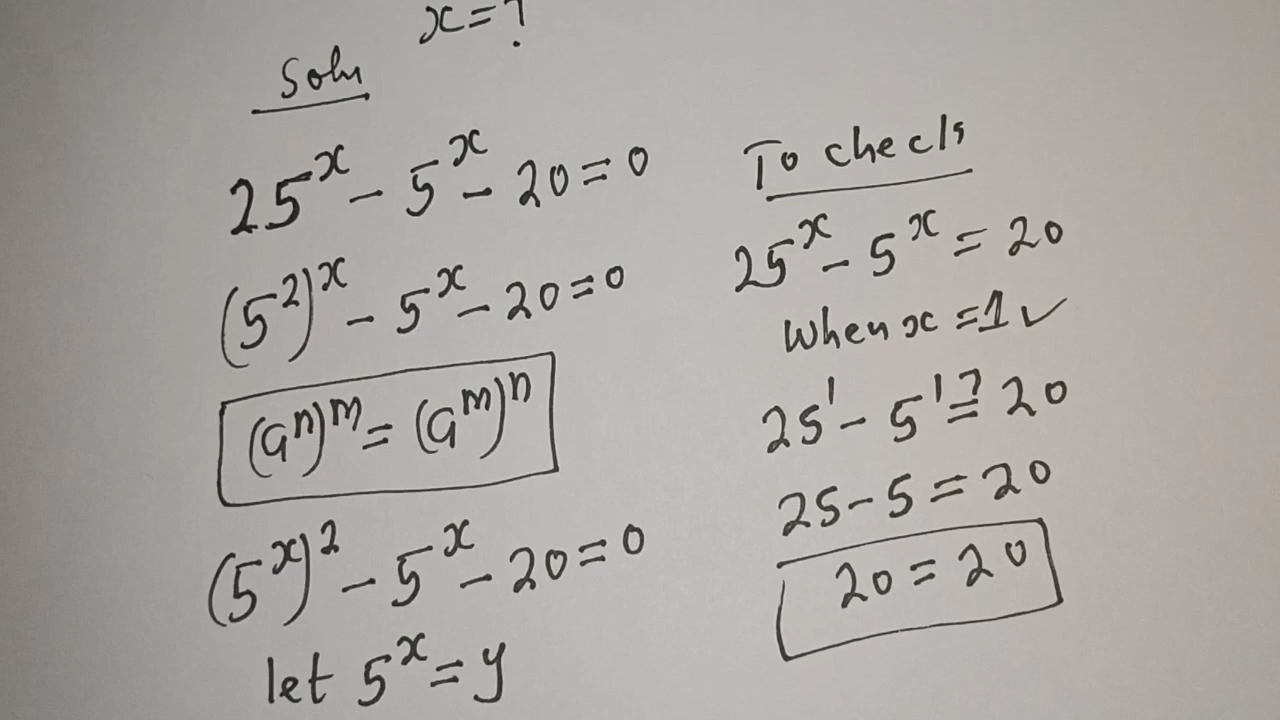 x = ?
Soln
25^x - 5^x - 20 = 0
(5^2)^x - 5^x - 20 = 0
(a^n)^m = (a^m)^n
(5^x)^2 - 5^x - 20 = 0
let 5^x = y
To check
25^x - 5^x = 20
When x = 1 ✓
25^1 - 5^1 ?= 20
25 - 5 = 20
20 = 20